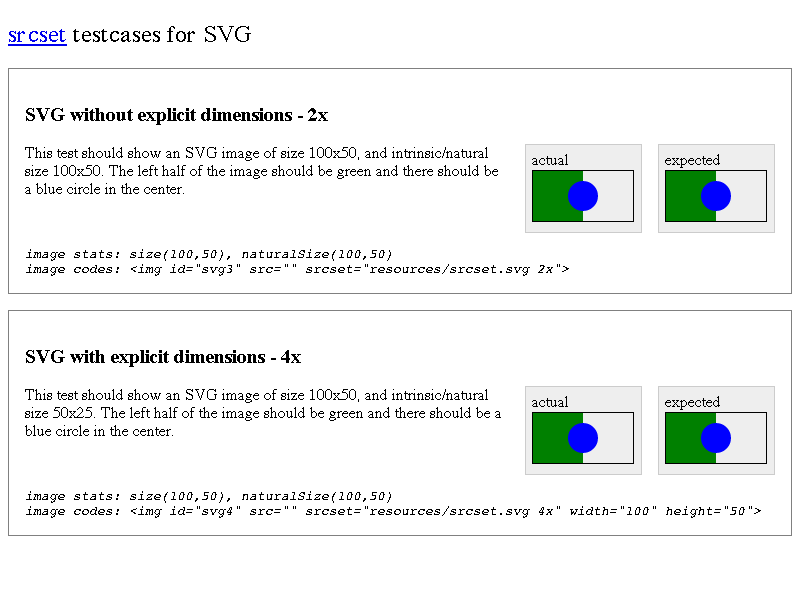 srcset testcases for SVG
SVG without explicit dimensions - 2x
This test should show an SVG image of size 100x50, and intrinsic/natural
size 100x50. The left half of the image should be green and there should be
a blue circle in the center.
actual
expected
image stats: size(100,50), naturalSize(100,50)
image codes: <img id="svg3" src="" srcset="resources/srcset.svg 2x">
SVG with explicit dimensions - 4x
This test should show an SVG image of size 100x50, and intrinsic/natural
size 50x25. The left half of the image should be green and there should be a
blue circle in the center.
actual
expected
image stats: size(100,50), naturalSize(100,50)
image codes: <img id="svg4" src="" srcset="resources/srcset.svg 4x" width="100" height="50">